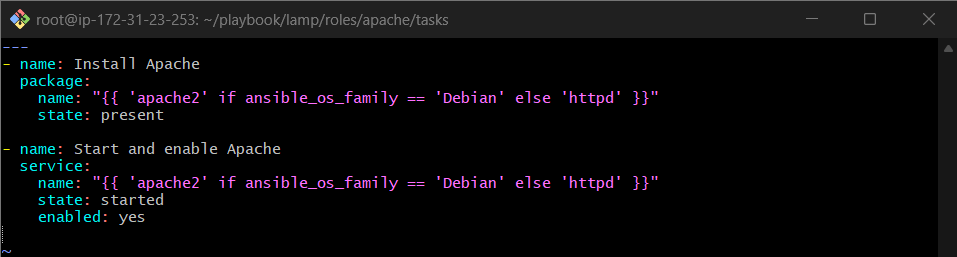 root@ip-172-31-23-253: ~/playbook/lamp/roles/apache/tasks
---
- name: Install Apache
  package:
    name: "{{ 'apache2' if ansible_os_family == 'Debian' else 'httpd' }}"
    state: present

- name: Start and enable Apache
  service:
    name: "{{ 'apache2' if ansible_os_family == 'Debian' else 'httpd' }}"
    state: started
    enabled: yes

~